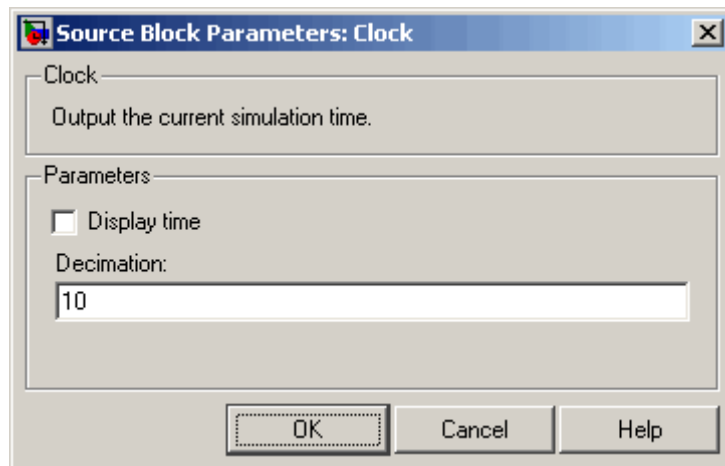 Source Block Parameters: Clock
Clock
Output the current simulation time.
Parameters
Display time
Decimation:
10
OK Cancel Help